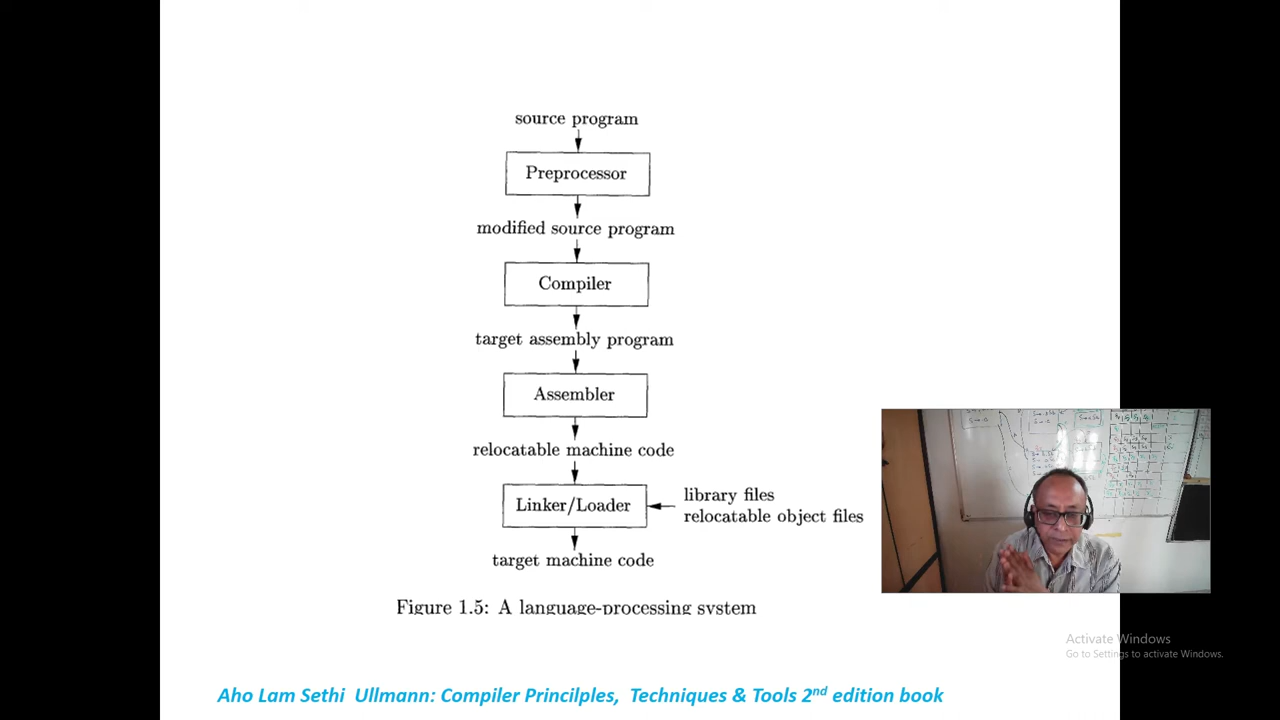 source program
Preprocessor
modified source program
Compiler
target assembly program
Assembler
relocatable machine code
Linker/Loader
library files
relocatable object files
target machine code
Figure 1.5: A language-processing system
Activate Windows
Go to Settings to activate Windows.
Aho Lam Sethi Ullmann: Compiler Princilples, Techniques & Tools 2nd edition book